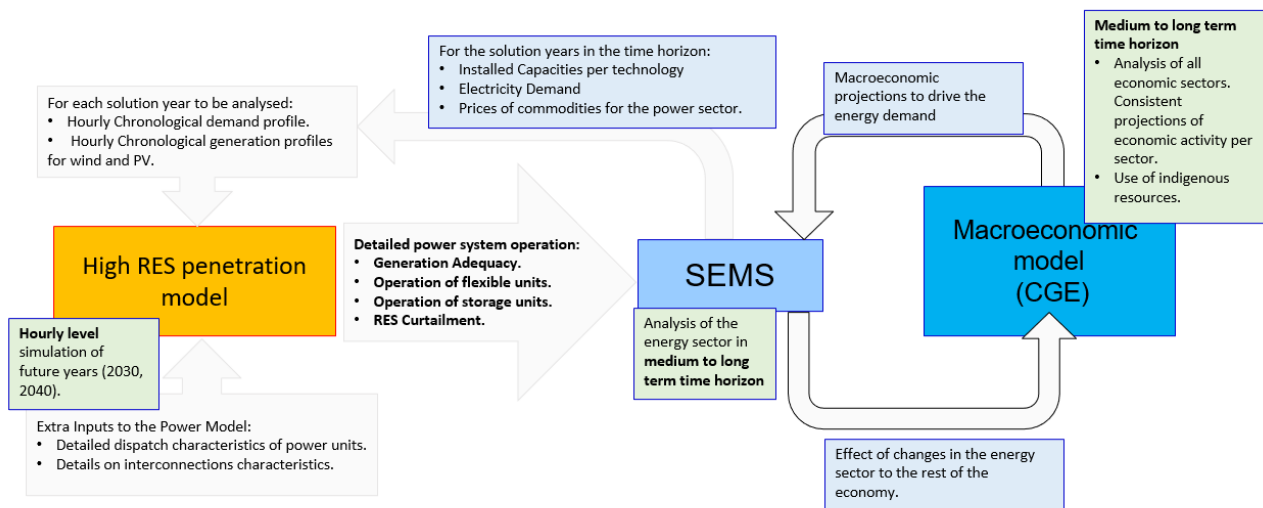 For each solution year to be analysed:
• Hourly Chronological demand profile.
• Hourly Chronological generation profiles
for wind and PV.
For the solution years in the time horizon:
• Installed Capacities per technology
• Electricity Demand
• Prices of commodities for the power sector.
Macroeconomic
projections to drive the
energy demand
Medium to long term
time horizon
• Analysis of all
economic sectors.
Consistent
projections of
economic activity per
sector.
• Use of indigenous
resources.
High RES penetration
model
Hourly level
simulation of
future years (2030,
2040).
Extra Inputs to the Power Model:
• Detailed dispatch characteristics of power units.
• Details on interconnections characteristics.
Detailed power system operation:
• Generation Adequacy.
• Operation of flexible units.
• Operation of storage units.
• RES Curtailment.
SEMS
Analysis of the
energy sector in
medium to long
term time horizon
Macroeconomic
model
(CGE)
Effect of changes in the energy
sector to the rest of the
economy.